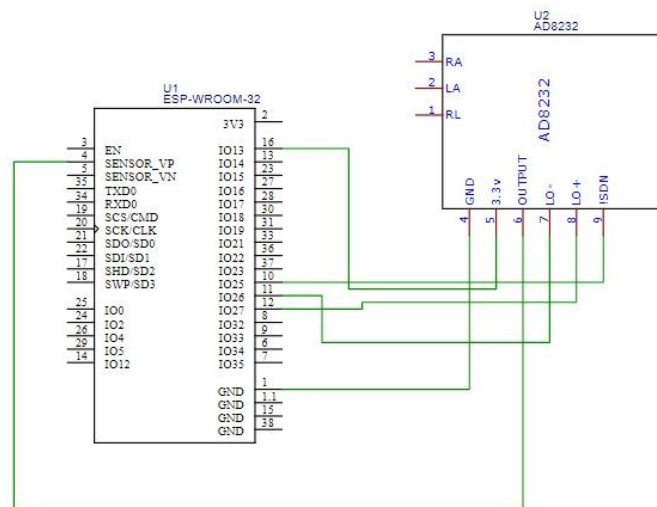 U2
AD8232
3 RA
2 LA
1 RL
AD8232
GND
3.3v
OUTPUT
LO-
LO+
!SDN
4
5
6
7
8
9
U1
ESP-WROOM-32
3V3 2
3 EN
4 SENSOR_VP
5 SENSOR_VN
35 TXD0
34 RXD0
19 SCS/CMD
20 SCK/CLK
21 SDO/SD0
22 SDI/SD1
17 SHD/SD2
18 SWP/SD3
25 IO0
24 IO2
26 IO4
29 IO5
14 IO12
IO13 16
IO14 13
IO15 23
IO16 27
IO17 28
IO18 30
IO19 31
IO21 33
IO22 36
IO23 37
IO25 10
IO26 11
IO27 12
IO32 8
IO33 9
IO34 6
IO35 7
GND 1
GND 1.1
GND 15
GND 38